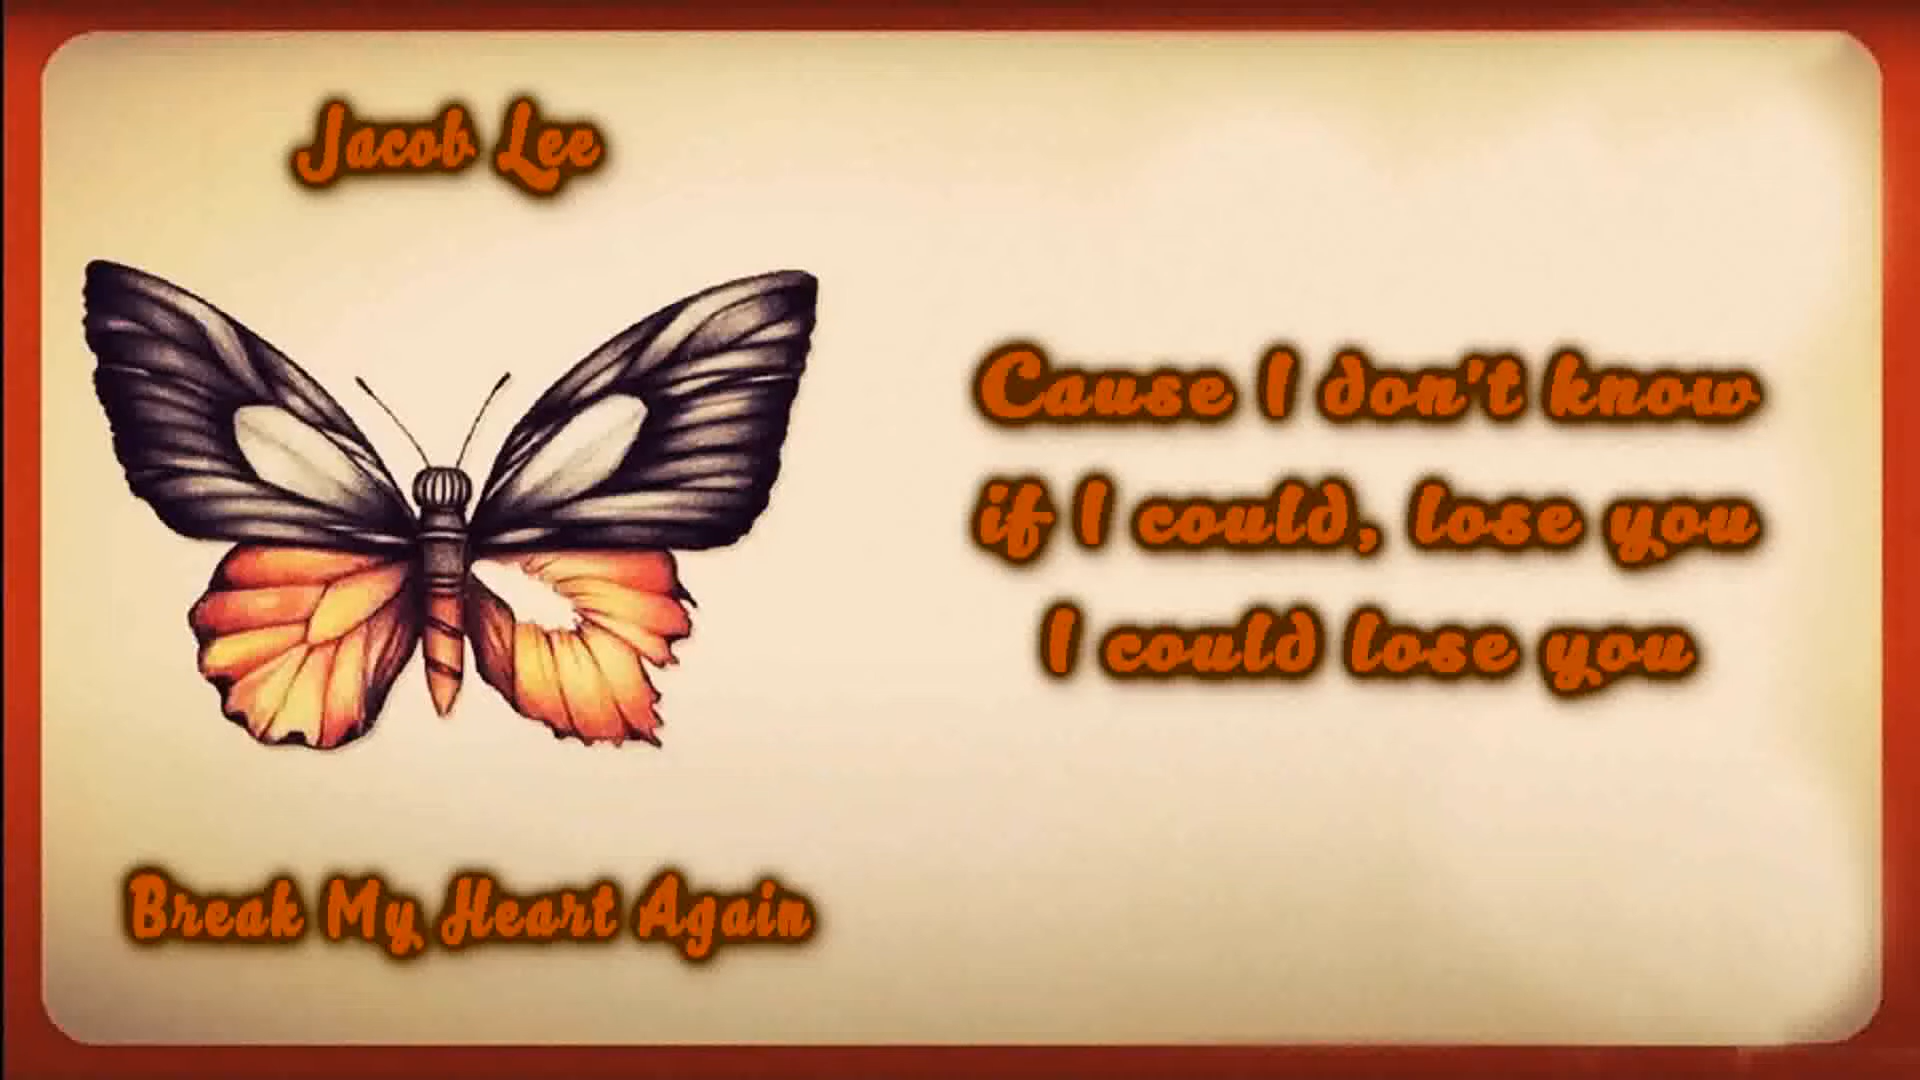 Jacob Lee
Cause I don't know
if I could, lose you
I could lose you
Break My Heart Again